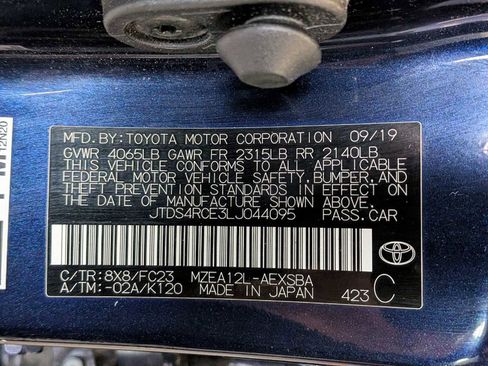 MFD. BY: TOYOTA MOTOR CORPORATION 09/19
GVWR 4065LB GAWR FR 2315LB RR 2140LB
THIS VEHICLE CONFORMS TO ALL APPLICABLE
FEDERAL MOTOR VEHICLE SAFETY, BUMPER, AND
THEFT PREVENTION STANDARDS IN EFFECT ON
THE DATE OF MANUFACTURE SHOWN ABOVE.
JTDS4RCE3LJ044095 PASS.CAR
C/TR: 8X8/FC23 MZEA12L-AEXSBA
A/TM: -02A/K120 MADE IN JAPAN 423 C
12N20